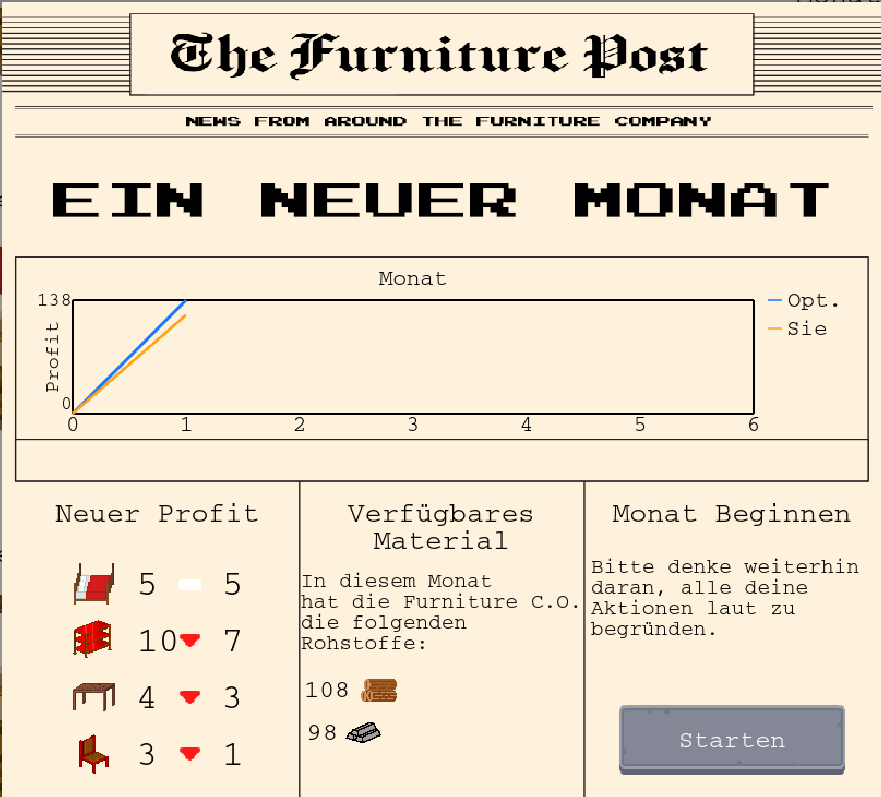 The Furniture Post
NEWS FROM AROUND THE FURNITURE COMPANY
EIN NEUER MONAT
Monat
138
Profit
0
0 1 2 3 4 5 6
Opt.
Sie
Neuer Profit
5 5
10 7
4 3
3 1
Verfügbares
Material
In diesem Monat
hat die Furniture C.O.
die folgenden
Rohstoffe:
108
98
Monat Beginnen
Bitte denke weiterhin
daran, alle deine
Aktionen laut zu
begründen.
Starten